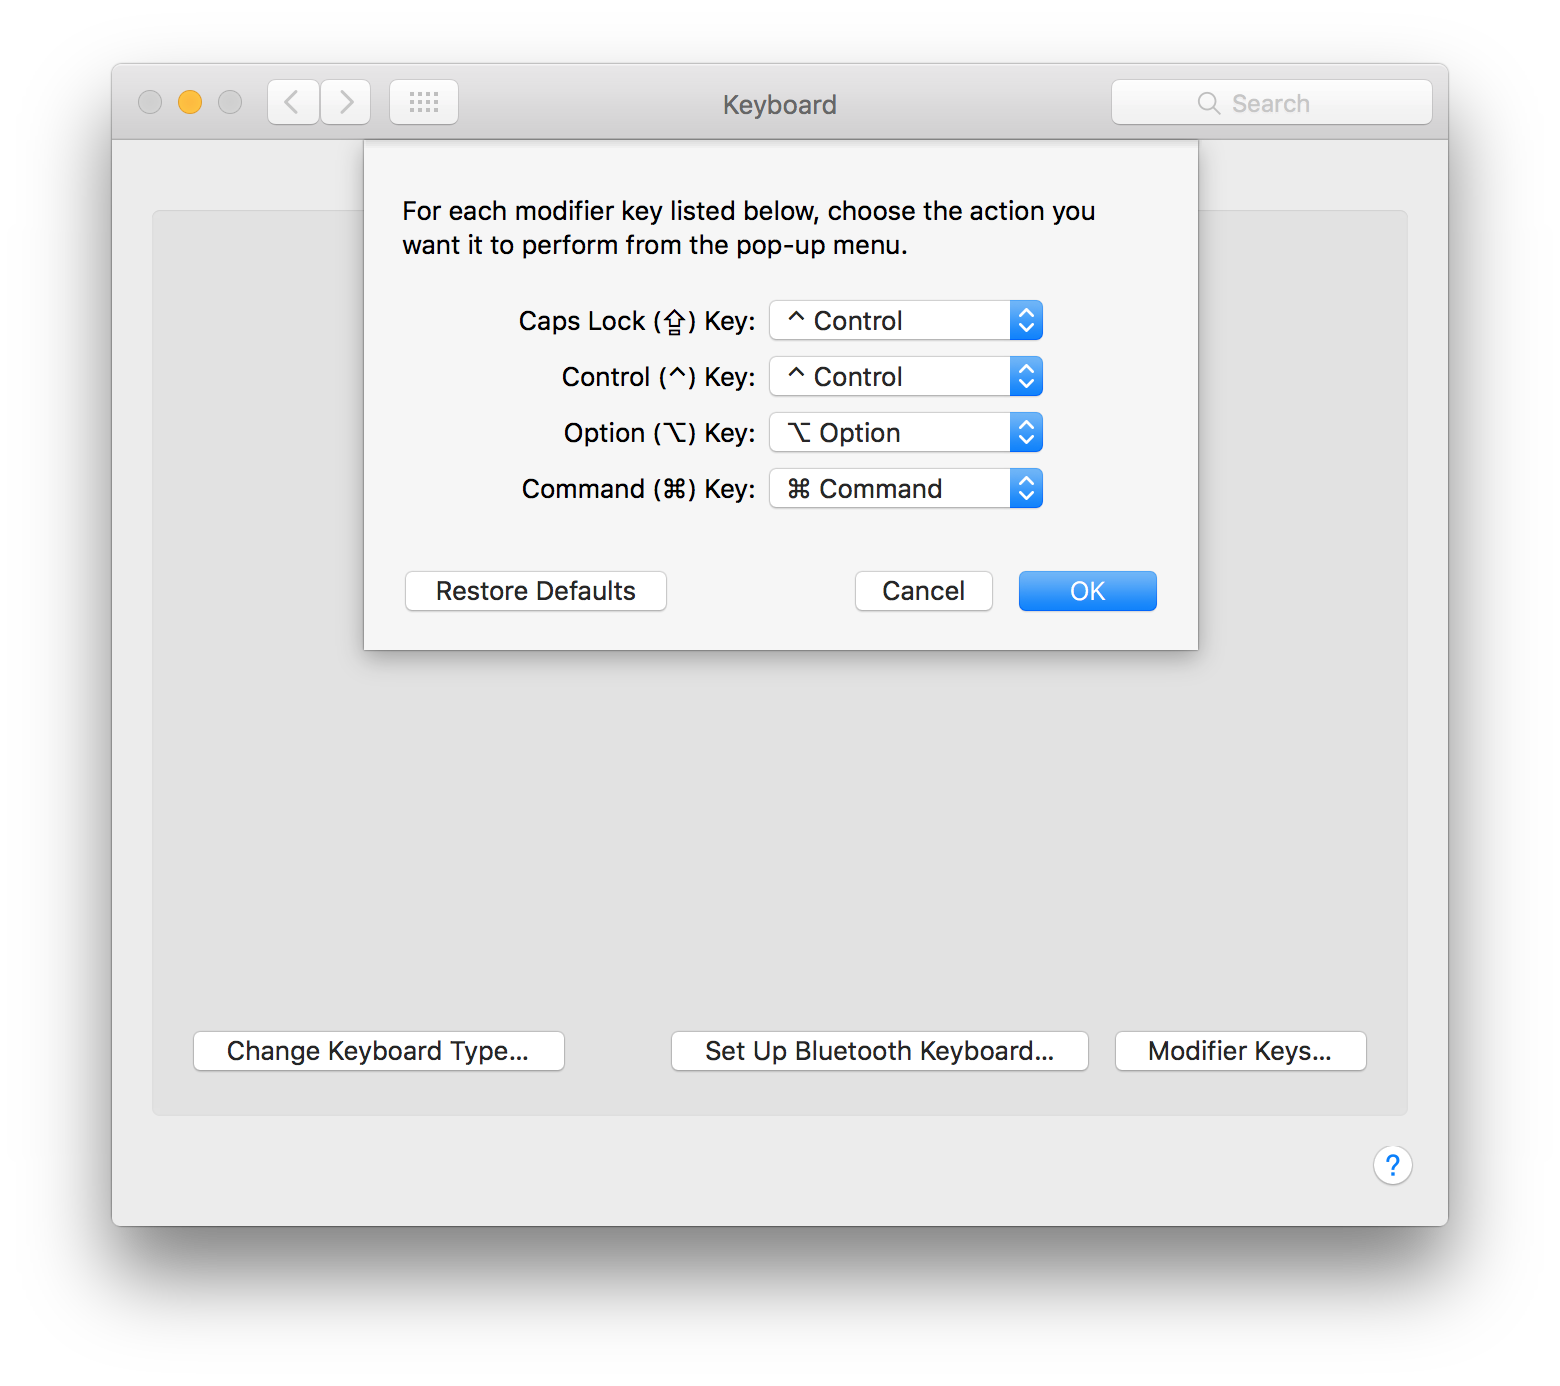 Keyboard
Search
For each modifier key listed below, choose the action you
want it to perform from the pop-up menu.
Caps Lock (⇪) Key: ^ Control
Control (^) Key: ^ Control
Option (⌥) Key: ⌥ Option
Command (⌘) Key: ⌘ Command
Restore Defaults Cancel OK
Change Keyboard Type... Set Up Bluetooth Keyboard... Modifier Keys...
?